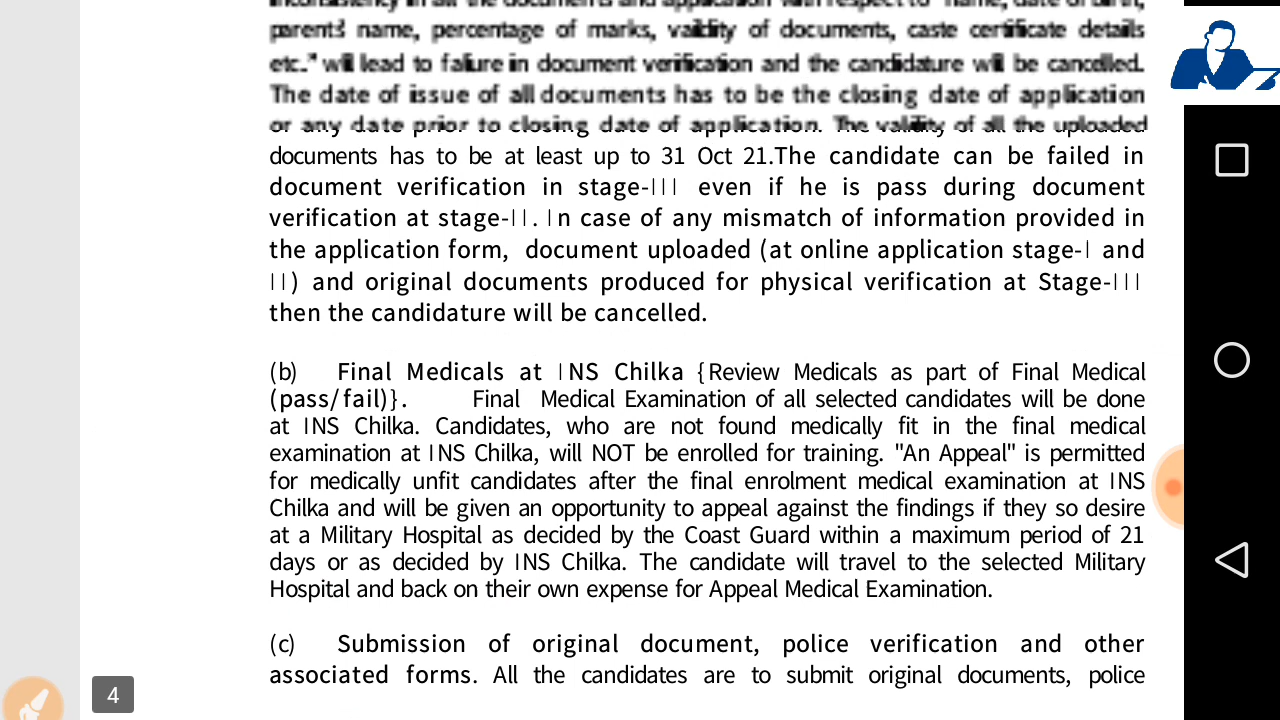 parents' name, percentage of marks, validity of documents, caste certificate details
etc." will lead to failure in document verification and the candidature will be cancelled.
The date of issue of all documents has to be the closing date of application
or any date prior to closing date of application. The validity of all the uploaded
documents has to be at least up to 31 Oct 21.The candidate can be failed in
document verification in stage-III even if he is pass during document
verification at stage-II. In case of any mismatch of information provided in
the application form, document uploaded (at online application stage-I and
II) and original documents produced for physical verification at Stage-III
then the candidature will be cancelled.
(b) Final Medicals at INS Chilka {Review Medicals as part of Final Medical
(pass/fail)}. Final Medical Examination of all selected candidates will be done
at INS Chilka. Candidates, who are not found medically fit in the final medical
examination at INS Chilka, will NOT be enrolled for training. "An Appeal" is permitted
for medically unfit candidates after the final enrolment medical examination at INS
Chilka and will be given an opportunity to appeal against the findings if they so desire
at a Military Hospital as decided by the Coast Guard within a maximum period of 21
days or as decided by INS Chilka. The candidate will travel to the selected Military
Hospital and back on their own expense for Appeal Medical Examination.
(c) Submission of original document, police verification and other
associated forms. All the candidates are to submit original documents, police
4